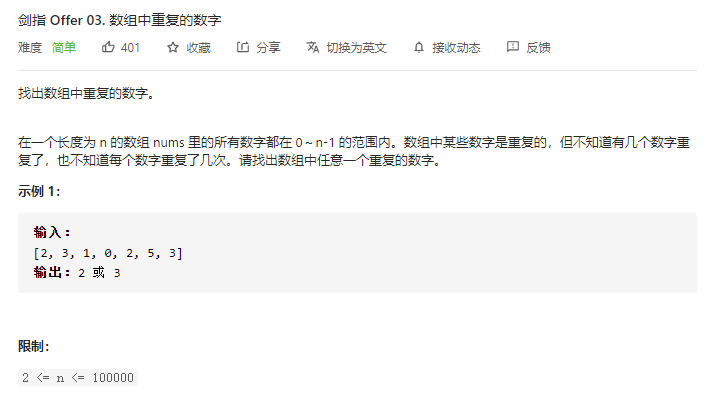 剑指 Offer 03. 数组中重复的数字
难度 简单 401 收藏 分享 切换为英文 接收动态 反馈
找出数组中重复的数字。
在一个长度为 n 的数组 nums 里的所有数字都在 0～n-1 的范围内。数组中某些数字是重复的，但不知道有几个数字重
复了，也不知道每个数字重复了几次。请找出数组中任意一个重复的数字。
示例 1：
输入：
[2, 3, 1, 0, 2, 5, 3]
输出：2 或 3
限制：
2 <= n <= 100000